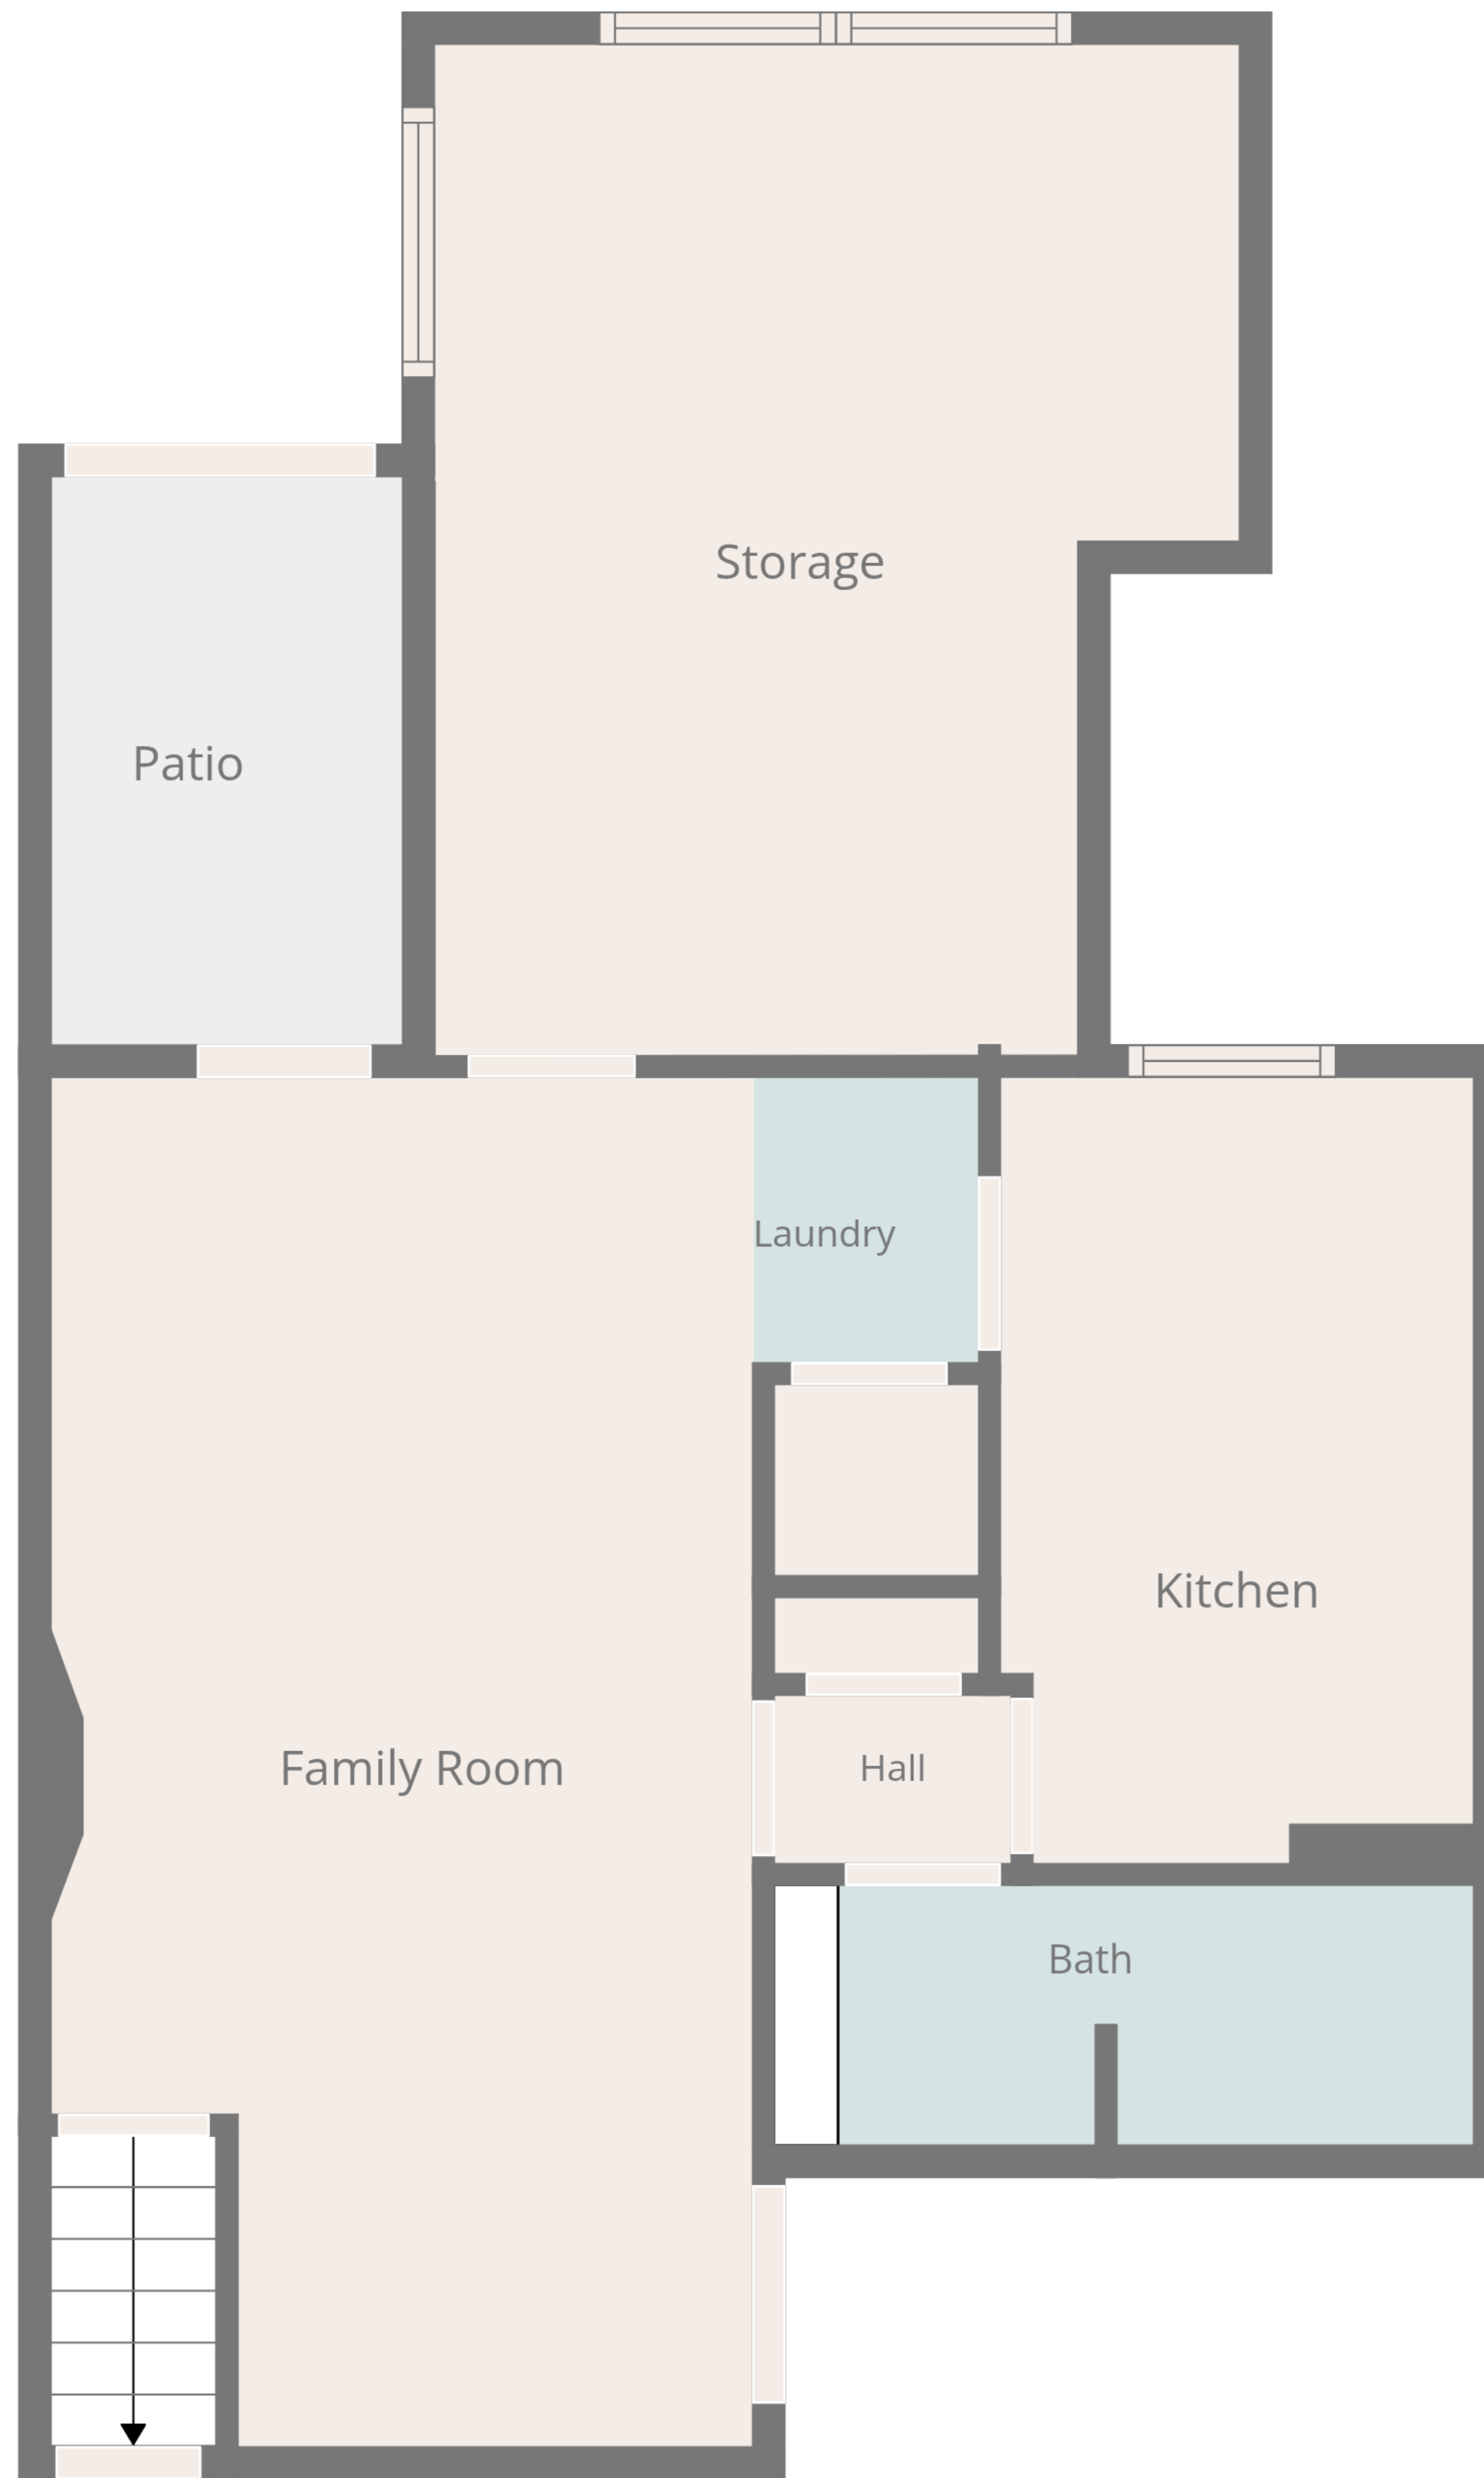 Storage
Patio
Laundry
Kitchen
Family Room
Hall
Bath